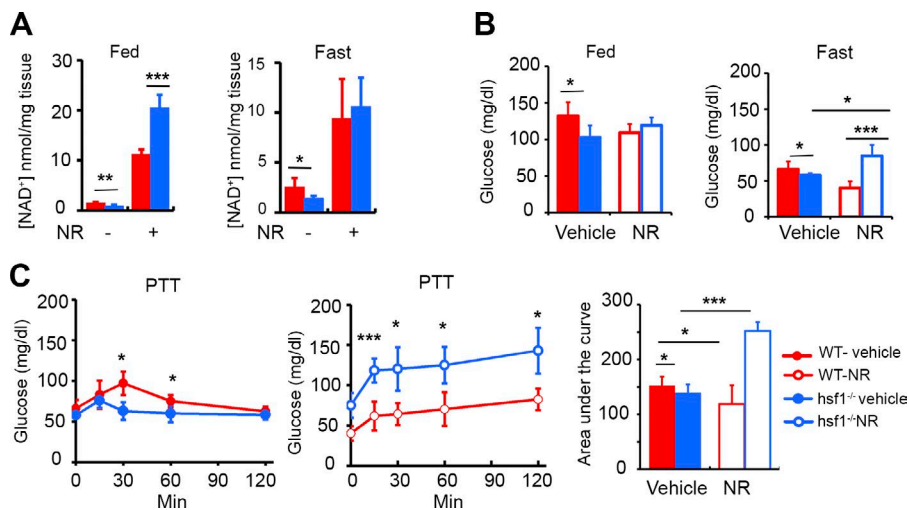 A
Fed
Fast
[NAD+] nmol/mg tissue
30
20
10
0
***
**
NR - +
[NAD+] nmol/mg tissue
15
10
5
0
*
NR - +
B
Fed
Fast
Glucose (mg/dl)
200
150
100
50
0
*
Vehicle NR
Glucose (mg/dl)
200
150
100
50
0
*
***
*
Vehicle NR
C
PTT
Glucose (mg/dl)
200
150
100
50
0
*
*
0 30 60 90 120
Min
PTT
Glucose (mg/dl)
200
150
100
50
0
***
*
*
*
0 30 60 90 120
Min
Area under the curve
300
250
150
100
0
***
*
*
Vehicle NR
WT- vehicle
WT-NR
hsf1-/- vehicle
hsf1-/-NR